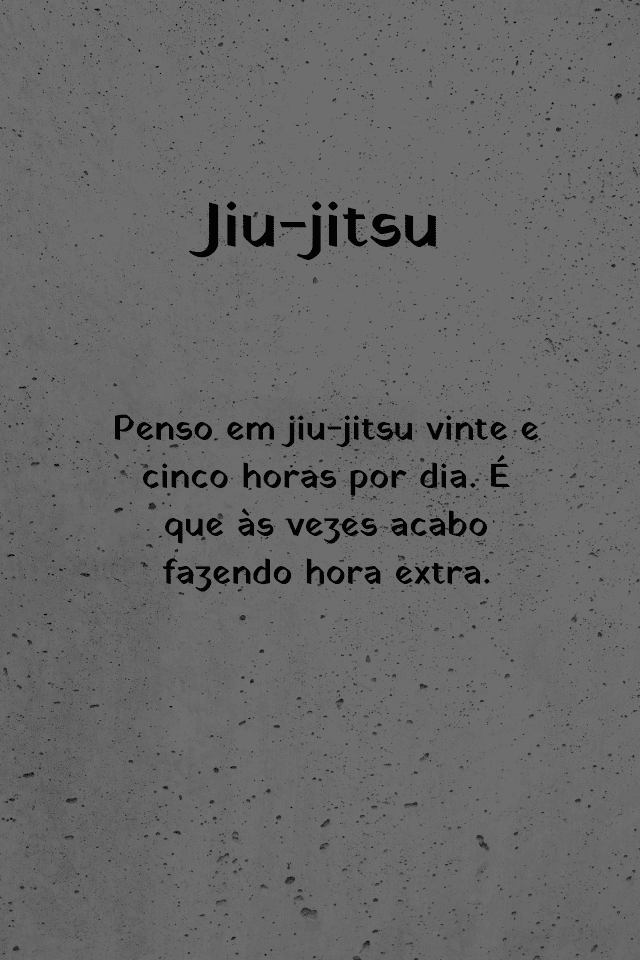 Jiu-jitsu
Penso em jiu-jitsu vinte e
cinco horas por dia. É
que às vezes acabo
fazendo hora extra.